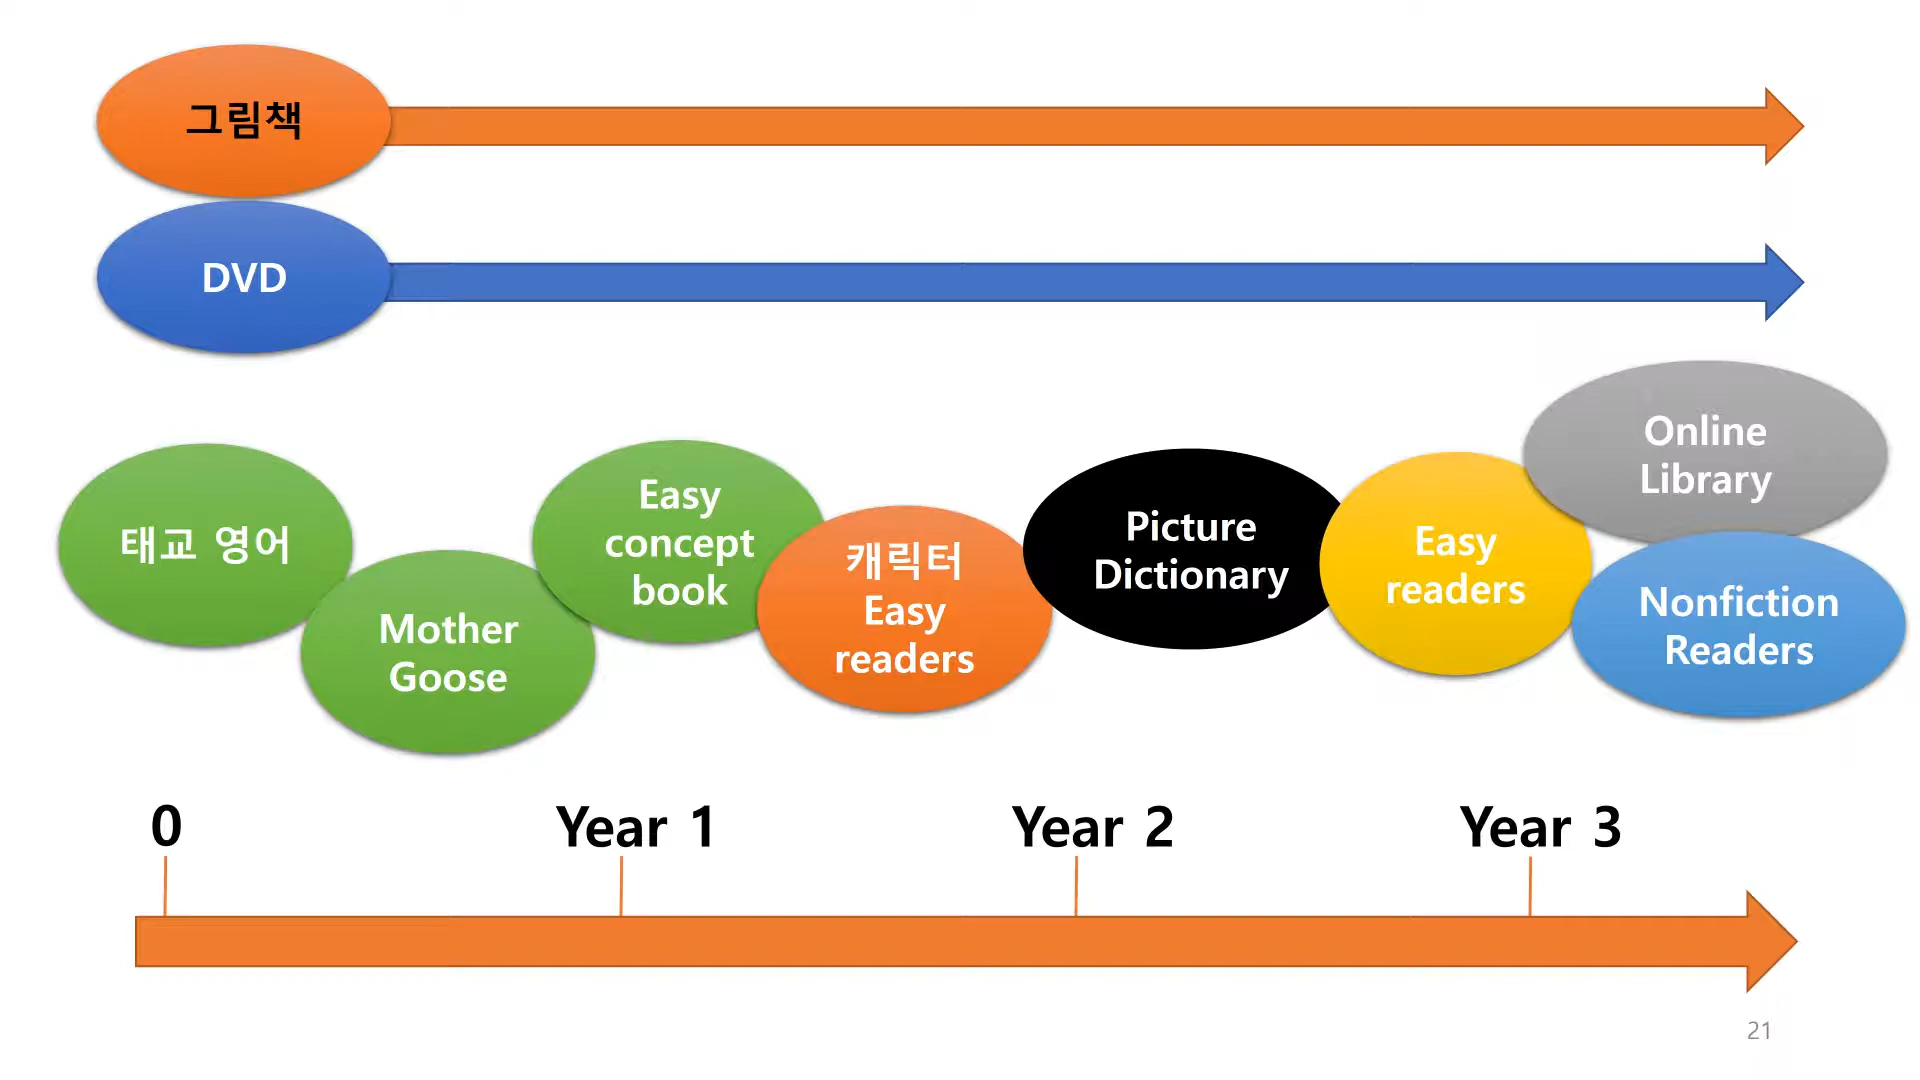 그림책
DVD
태교 영어
Mother
Goose
Easy
concept
book
캐릭터
Easy
readers
Picture
Dictionary
Easy
readers
Online
Library
Nonfiction
Readers
0
Year 1
Year 2
Year 3
21